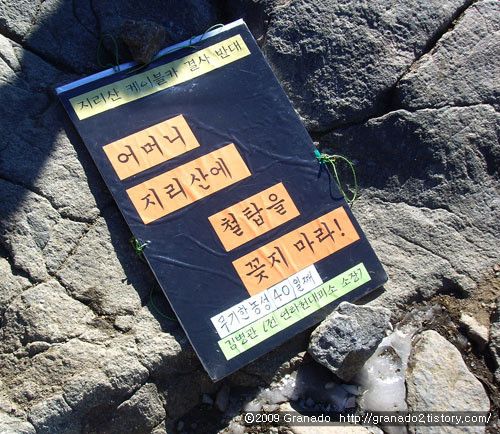 지리산 케이블카 결사 반대
어머니
지리산에
철탑을
꽂지 마라!
무기한농성 40일째
김병관 (전 연하천대피소 소장)
©2009 Granado http://granado2.tistory.com